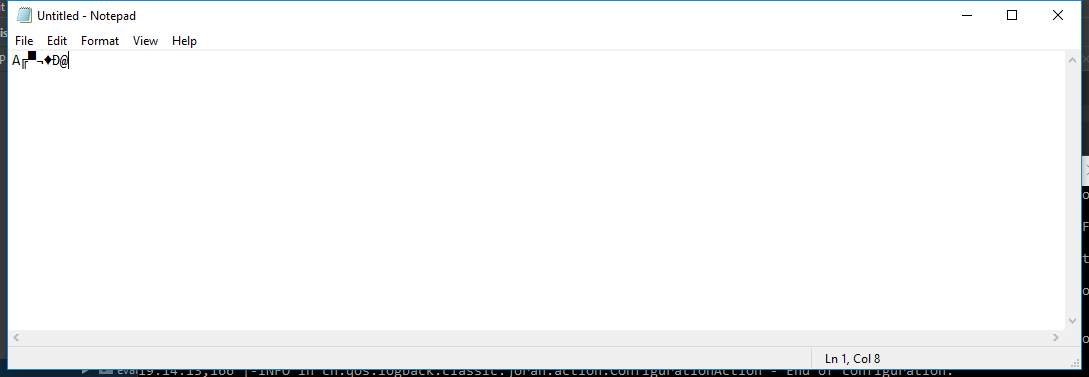 Untitled - Notepad
File Edit Format View Help
A╔▀¬♦Ð@
Ln 1, Col 8
19:14:13,166 |-INFO in ch.qos.logback.classic.joran.action.ConfigurationAction - End of configuration.